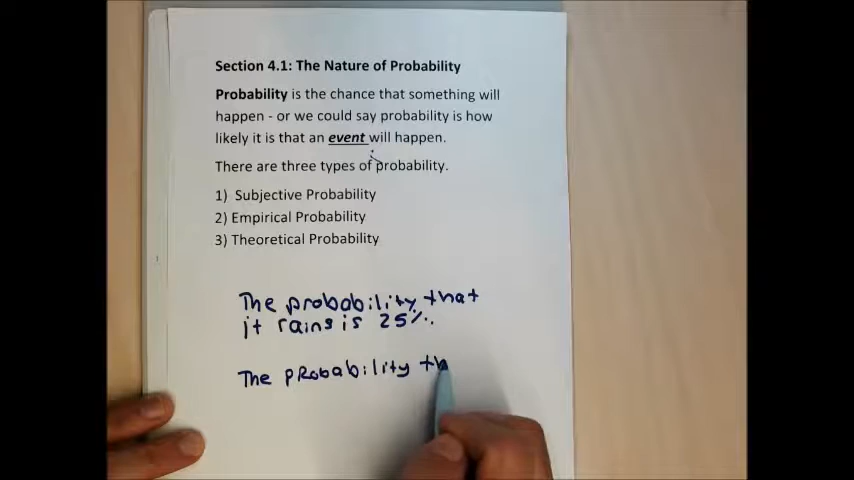 Section 4.1: The Nature of Probability
Probability is the chance that something will
happen - or we could say probability is how
likely it is that an event will happen.
There are three types of probability.
1) Subjective Probability
2) Empirical Probability
3) Theoretical Probability
The probability that
it rains is 25%.
The probability th